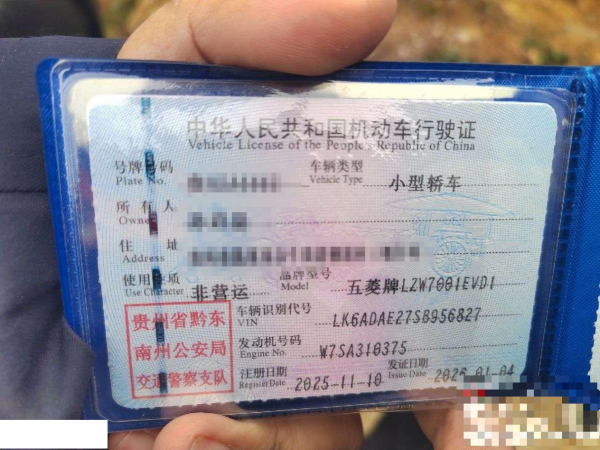 中华人民共和国机动车行驶证
Vehicle License of the People's Republic of China
号牌号码 Plate No. 车辆类型 Vehicle Type 小型轿车
所有人 Owner
住址 Address
使用性质 Use Character 非营运 品牌型号 Model 五菱牌LZW7001EVD1
车辆识别代号 VIN LK6ADAE27SB956827
发动机号码 Engine No. W7SA310375
注册日期 Register Date 2025-11-10 发证日期 Issue Date 2026-01-04
贵州省黔东
南州公安局
交通警察支队